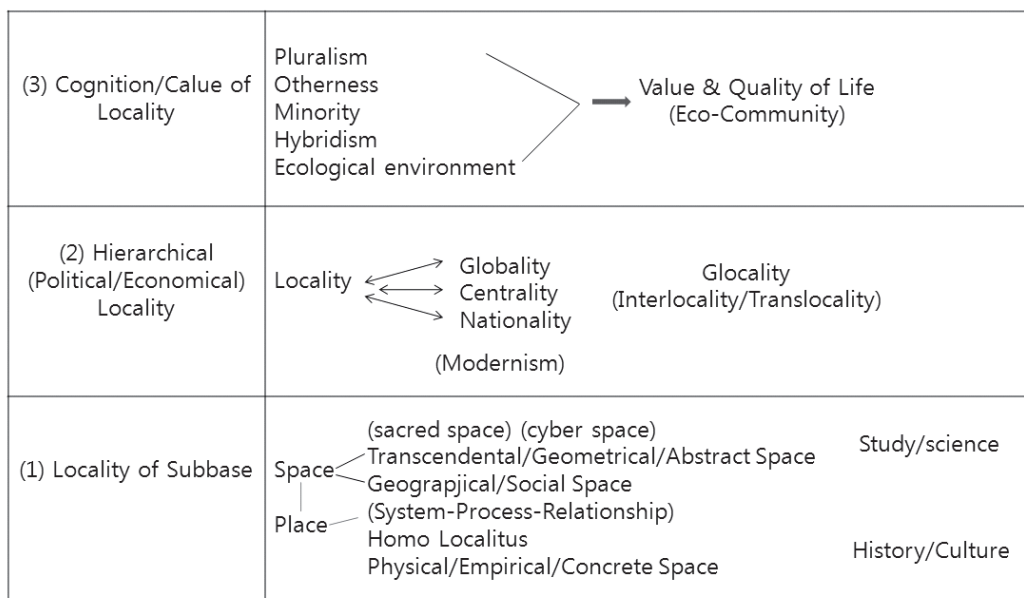 (3) Cognition/Calue of
Locality
Pluralism
Otherness
Minority
Hybridism
Ecological environment
Value & Quality of Life
(Eco-Community)
(2) Hierarchical
(Political/Economical)
Locality
Locality
Globality
Centrality
Nationality
(Modernism)
Glocality
(Interlocality/Translocality)
(1) Locality of Subbase
Space
Place
(sacred space) (cyber space)
Transcendental/Geometrical/Abstract Space
Geograpjical/Social Space
(System-Process-Relationship)
Homo Localitus
Physical/Empirical/Concrete Space
Study/science
History/Culture